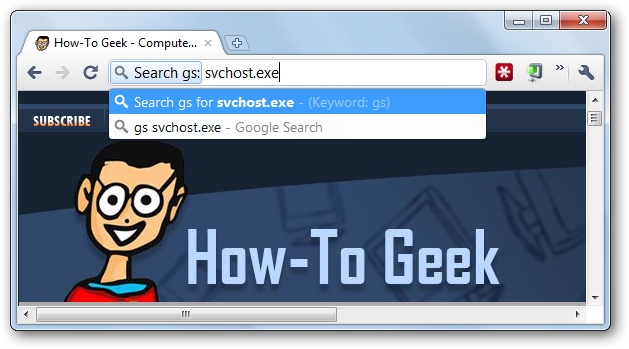 How-To Geek - Compute...
Search gs: svchost.exe
»
Search gs for svchost.exe - (Keyword: gs)
gs svchost.exe - Google Search
SUBSCRIBE
How-To Geek